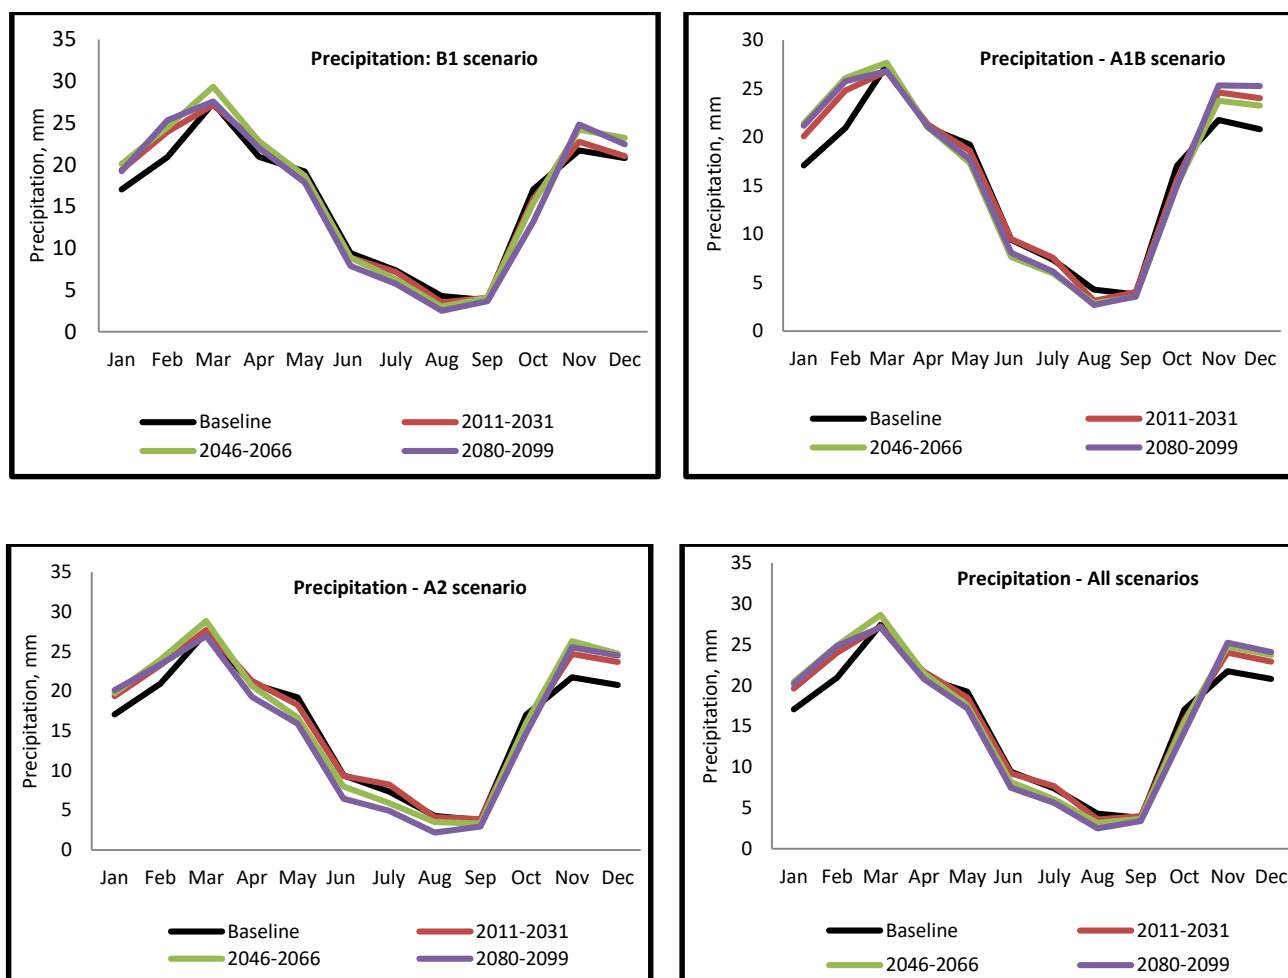 Precipitation: B1 scenario
Precipitation, mm
35
30
25
20
15
10
5
0
Jan Feb Mar Apr May Jun July Aug Sep Oct Nov Dec
Baseline 2011-2031
2046-2066 2080-2099
Precipitation - A1B scenario
Precipitation, mm
30
25
20
15
10
5
0
Jan Feb Mar Apr May Jun July Aug Sep Oct Nov Dec
Baseline 2011-2031
2046-2066 2080-2099
Precipitation - A2 scenario
Precipitation, mm
35
30
25
20
15
10
5
0
Jan Feb Mar Apr May Jun July Aug Sep Oct Nov Dec
Baseline 2011-2031
2046-2066 2080-2099
Precipitation - All scenarios
Precipitation, mm
35
30
25
20
15
10
5
0
Jan Feb Mar Apr May Jun July Aug Sep Oct Nov Dec
Baseline 2011-2031
2046-2066 2080-2099